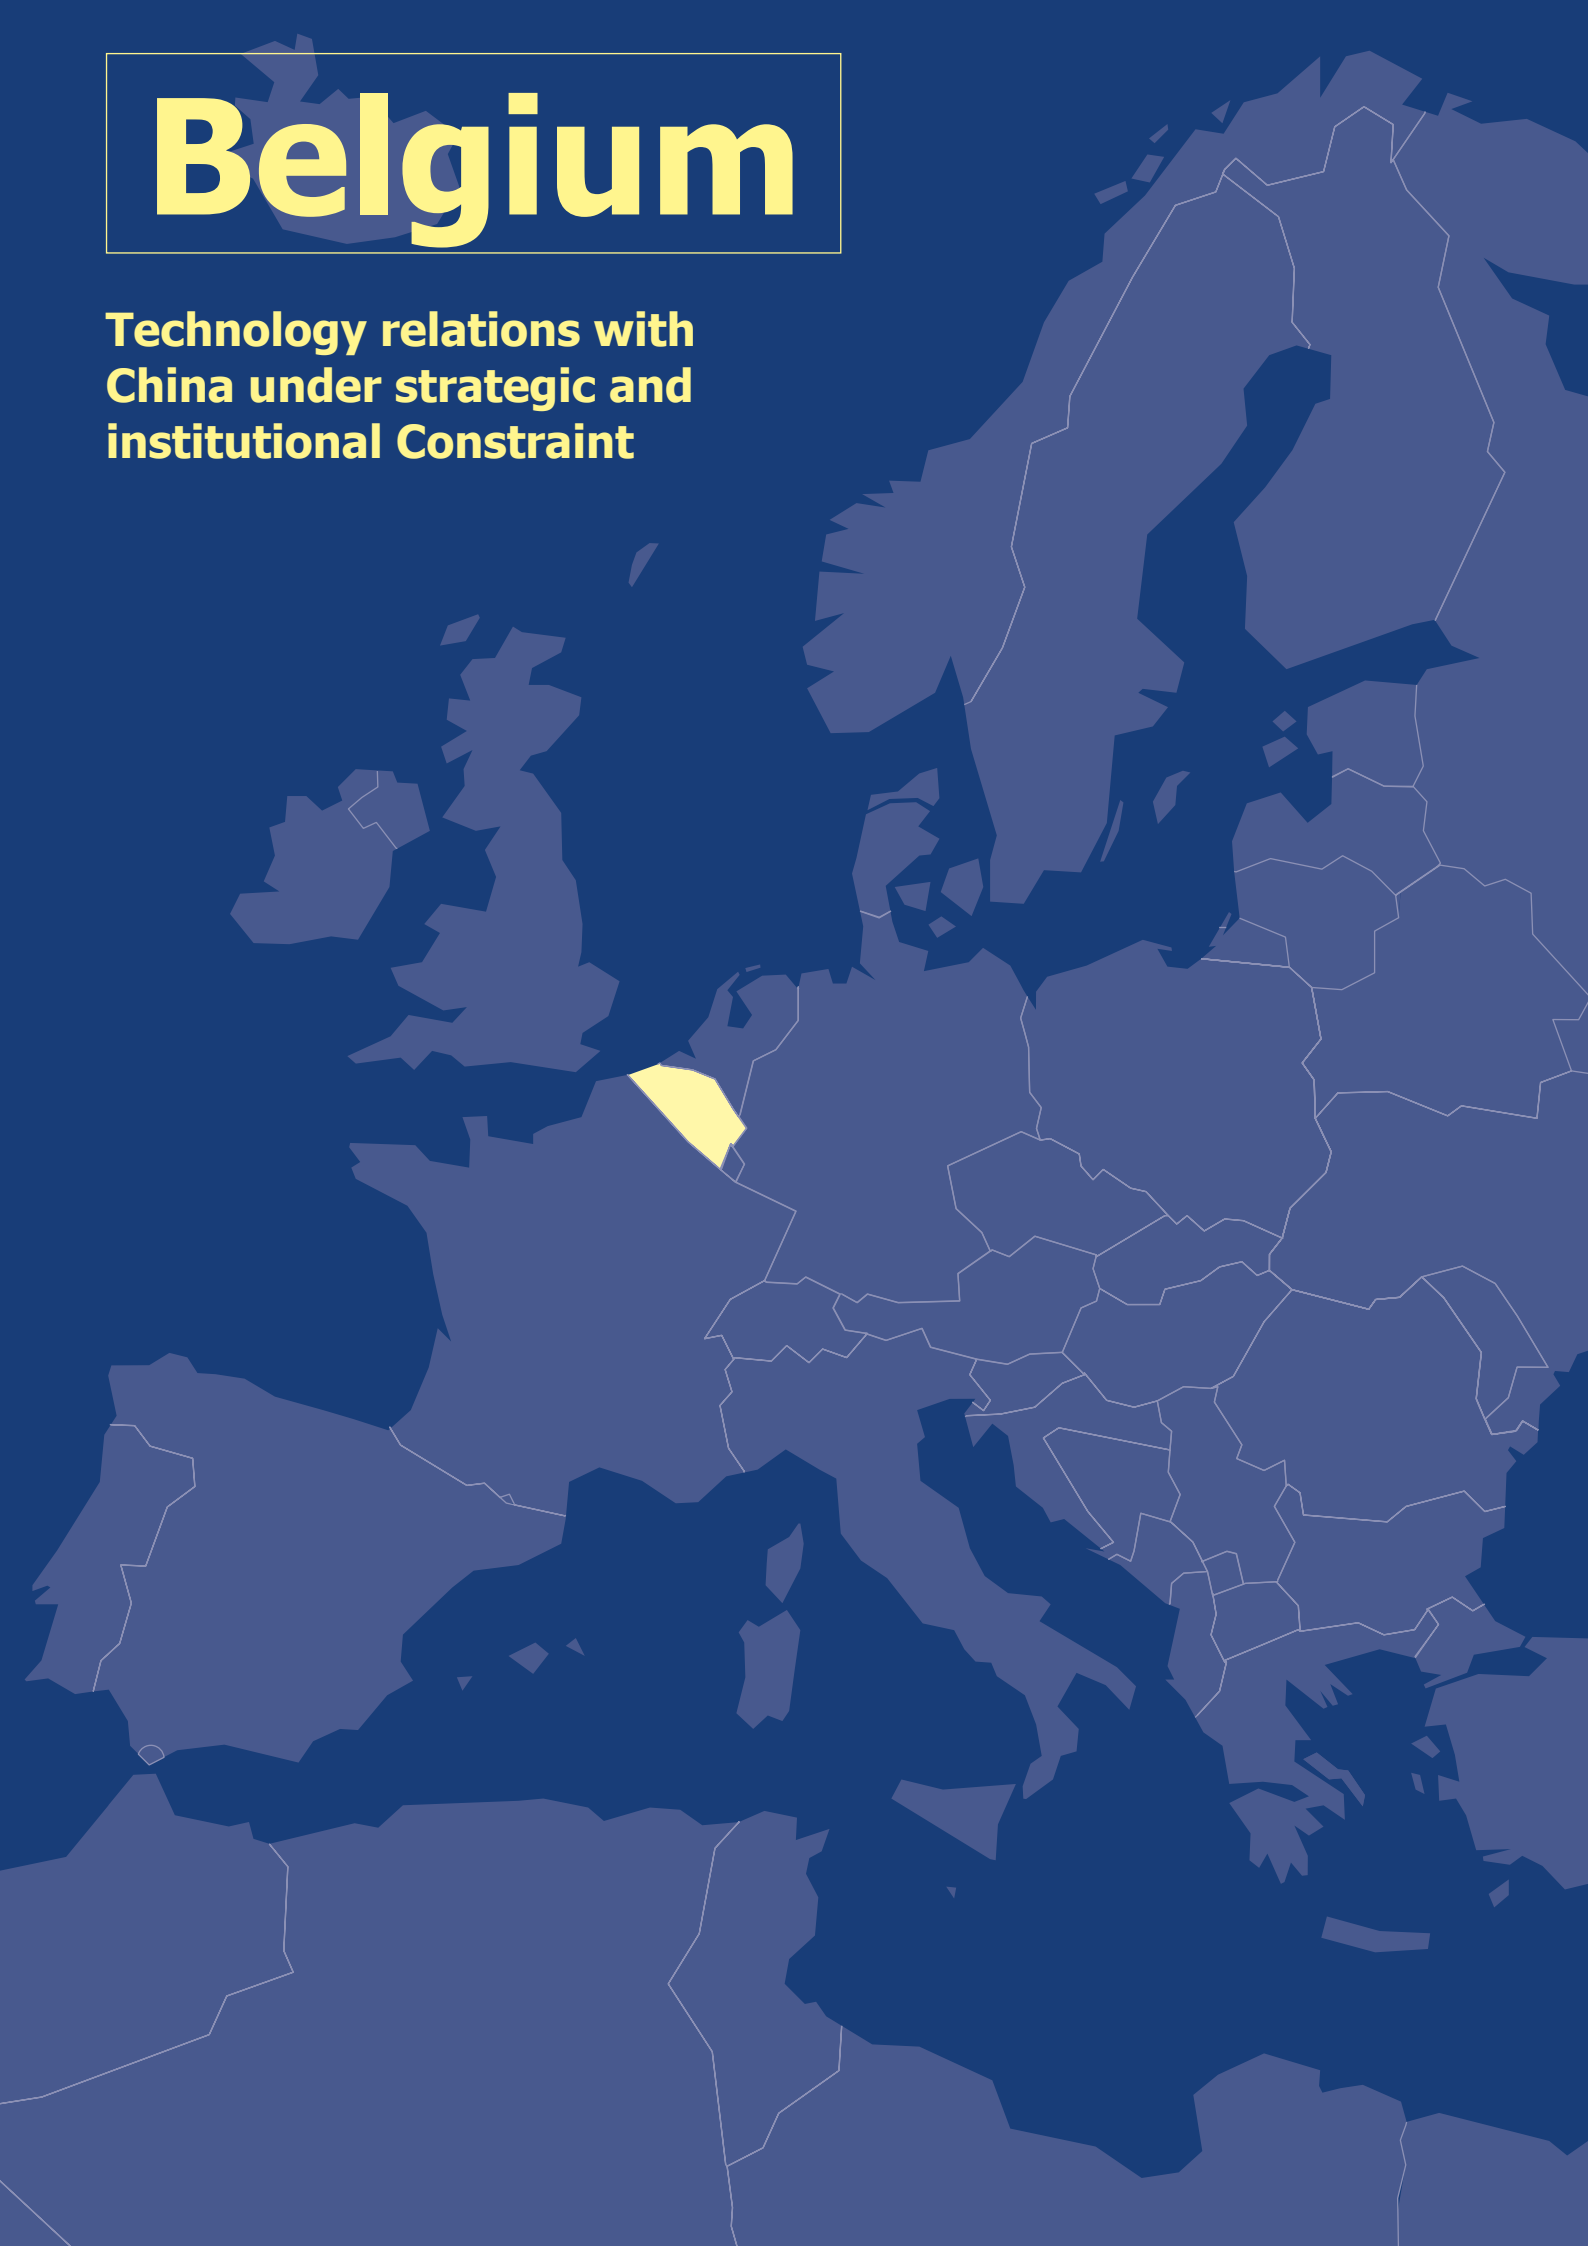 Belgium
Technology relations with
China under strategic and
institutional Constraint